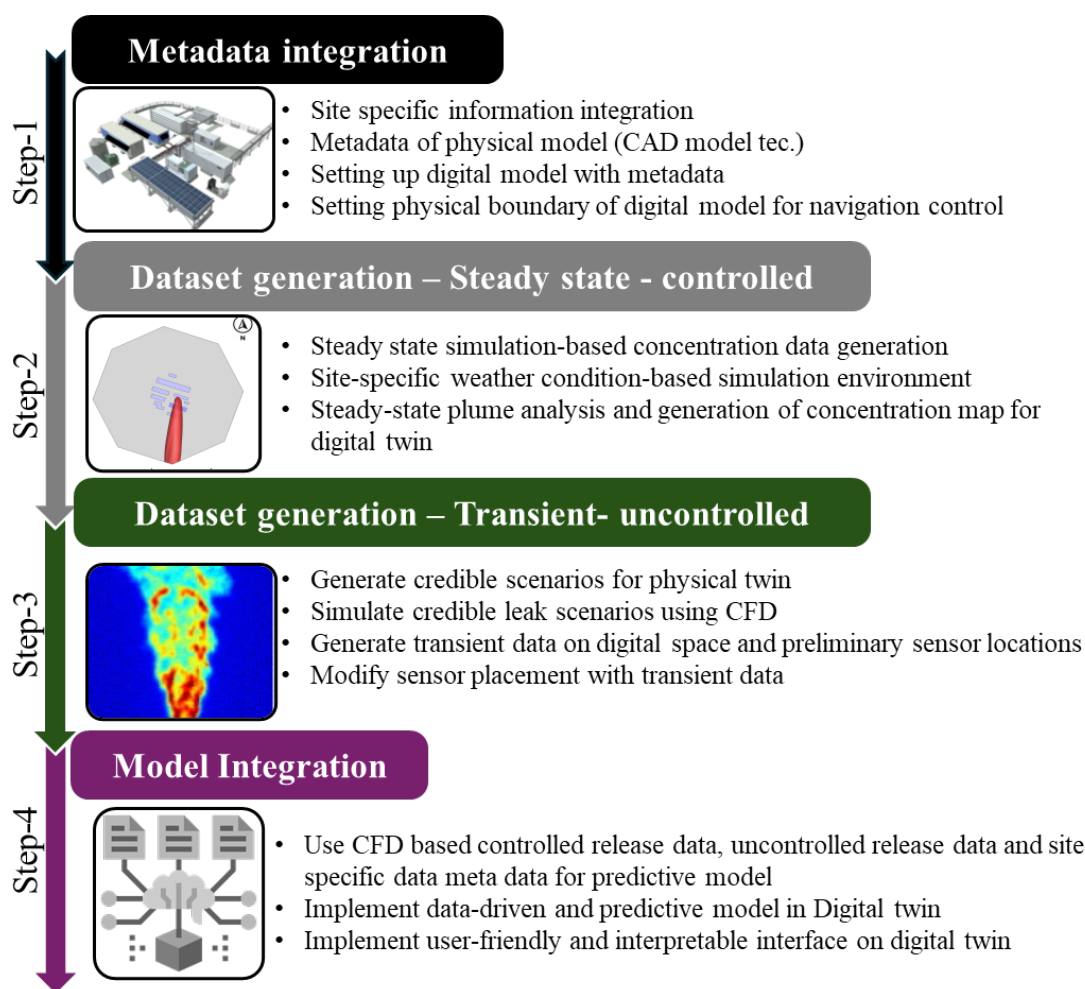 Metadata integration
Step-1
• Site specific information integration
• Metadata of physical model (CAD model tec.)
• Setting up digital model with metadata
• Setting physical boundary of digital model for navigation control
Dataset generation – Steady state - controlled
Step-2
N
• Steady state simulation-based concentration data generation
• Site-specific weather condition-based simulation environment
• Steady-state plume analysis and generation of concentration map for
digital twin
Dataset generation – Transient- uncontrolled
Step-3
• Generate credible scenarios for physical twin
• Simulate credible leak scenarios using CFD
• Generate transient data on digital space and preliminary sensor locations
• Modify sensor placement with transient data
Model Integration
Step-4
• Use CFD based controlled release data, uncontrolled release data and site
specific data meta data for predictive model
• Implement data-driven and predictive model in Digital twin
• Implement user-friendly and interpretable interface on digital twin